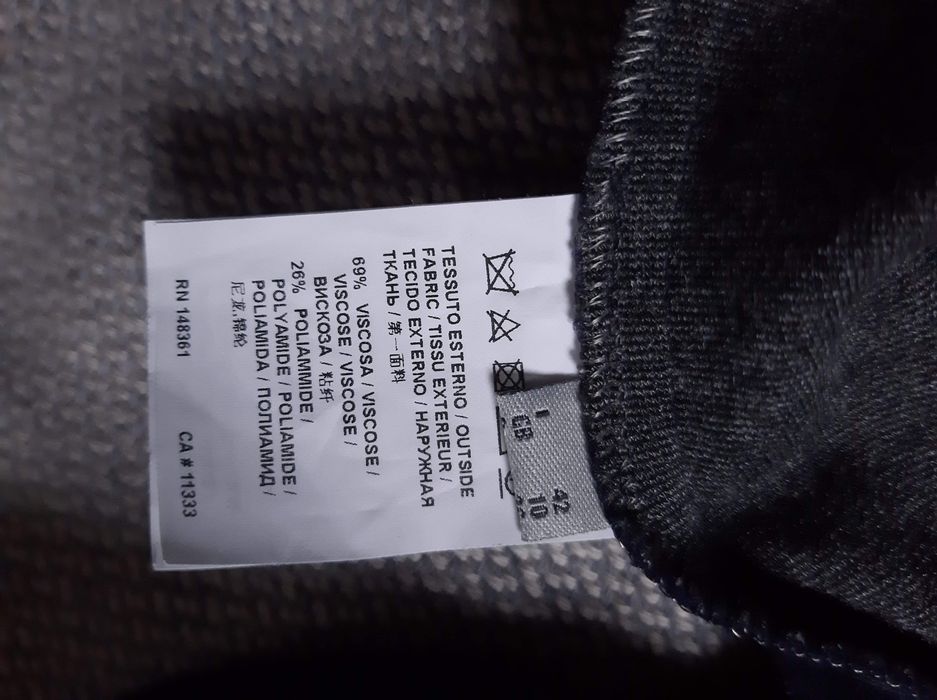 I 42
GB 10
TESSUTO ESTERNO / OUTSIDE
FABRIC / TISSU EXTERIEUR /
TECIDO EXTERNO / НАРУЖНАЯ
ТКАНЬ / 第一面料
69% VISCOSA / VISCOSE /
VISCOSE / VISCOSE /
ВИСКОЗА / 粘纤
26% POLIAMMIDE /
POLYAMIDE / POLIAMIDE /
POLIAMIDA / ПОЛИАМИД /
尼龙.锦纶
RN 148361 CA # 11333